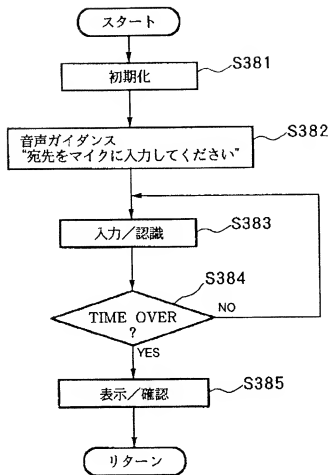 スタート
初期化
S381
音声ガイダンス
“宛先をマイクに入力してください”
S382
入力/認識
S383
S384
TIME OVER
?
NO
YES
表示/確認
S385
リターン